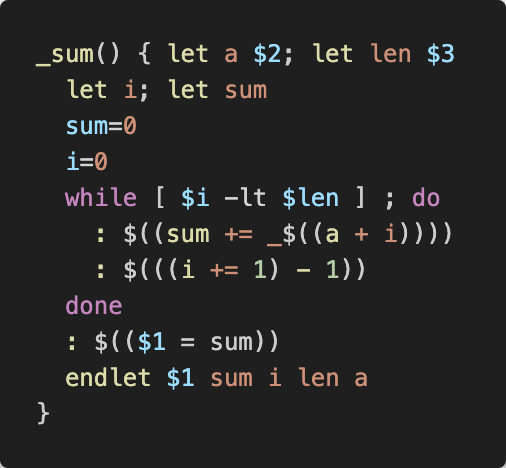 _sum() { let a $2; let len $3
  let i; let sum
  sum=0
  i=0
  while [ $i -lt $len ] ; do
    : $((sum += _$((a + i))))
    : $(((i += 1) - 1))
  done
  : $(($1 = sum))
  endlet $1 sum i len a
}